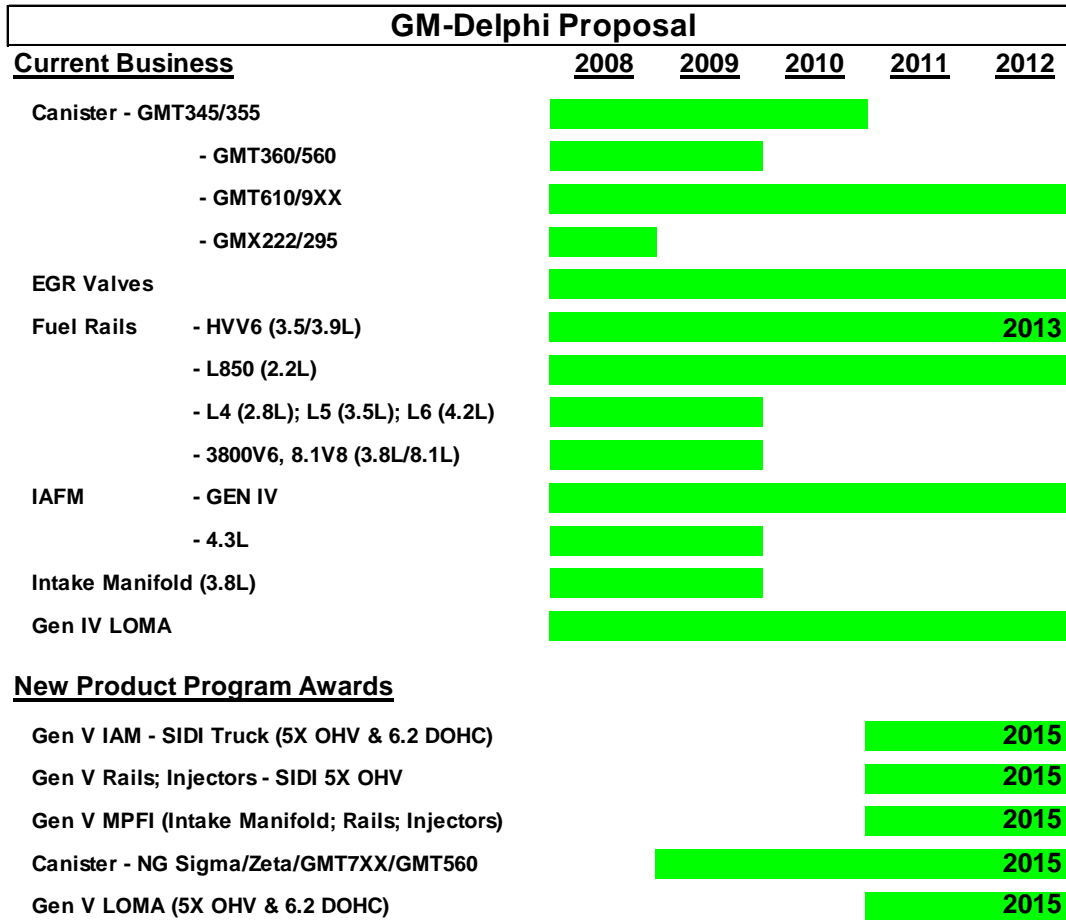 GM-Delphi Proposal
Current Business 2008 2009 2010 2011 2012
Canister - GMT345/355
- GMT360/560
- GMT610/9XX
- GMX222/295
EGR Valves
Fuel Rails - HVV6 (3.5/3.9L) 2013
- L850 (2.2L)
- L4 (2.8L); L5 (3.5L); L6 (4.2L)
- 3800V6, 8.1V8 (3.8L/8.1L)
IAFM - GEN IV
- 4.3L
Intake Manifold (3.8L)
Gen IV LOMA
New Product Program Awards
Gen V IAM - SIDI Truck (5X OHV & 6.2 DOHC) 2015
Gen V Rails; Injectors - SIDI 5X OHV 2015
Gen V MPFI (Intake Manifold; Rails; Injectors) 2015
Canister - NG Sigma/Zeta/GMT7XX/GMT560 2015
Gen V LOMA (5X OHV & 6.2 DOHC) 2015